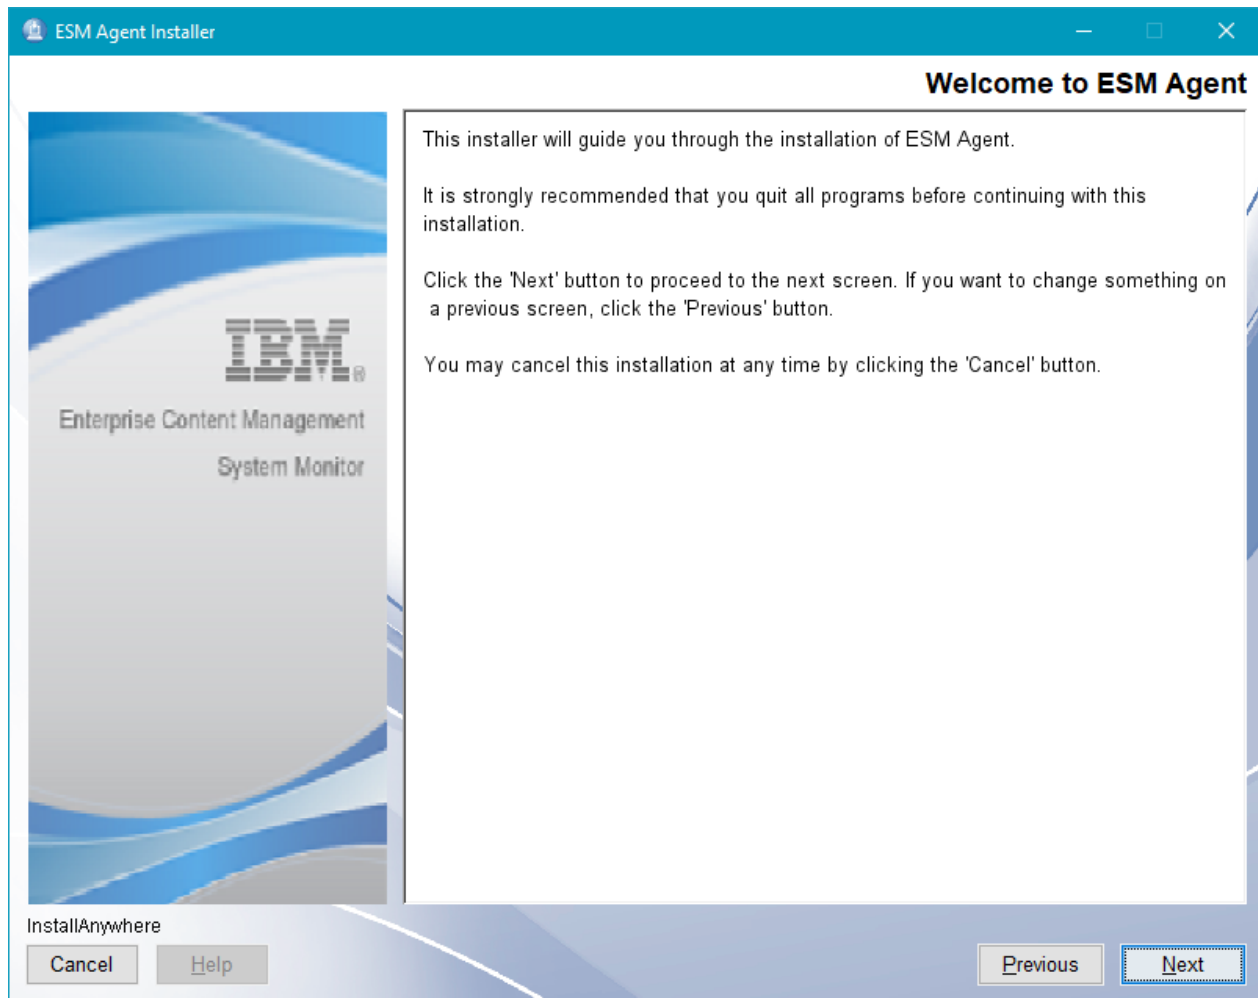 ESM Agent Installer
Welcome to ESM Agent
This installer will guide you through the installation of ESM Agent.
It is strongly recommended that you quit all programs before continuing with this
installation.
Click the 'Next' button to proceed to the next screen. If you want to change something on
a previous screen, click the 'Previous' button.
You may cancel this installation at any time by clicking the 'Cancel' button.
IBM®
Enterprise Content Management
System Monitor
InstallAnywhere
Cancel
Help
Previous
Next